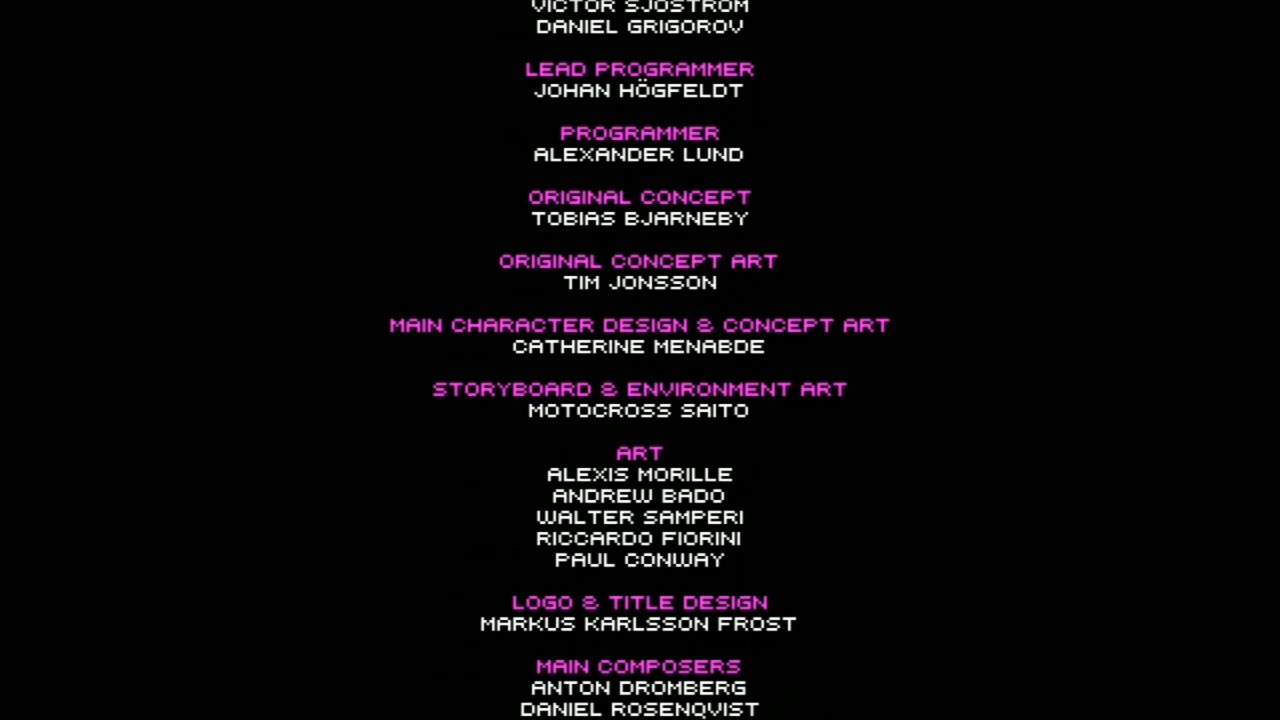 VICTOR SJÖSTRÖM
DANIEL GRIGOROV
LEAD PROGRAMMER
JOHAN HÖGFELDT
PROGRAMMER
ALEXANDER LUND
ORIGINAL CONCEPT
TOBIAS BJARNEBY
ORIGINAL CONCEPT ART
TIM JONSSON
MAIN CHARACTER DESIGN & CONCEPT ART
CATHERINE MENABDE
STORYBOARD & ENVIRONMENT ART
MOTOCROSS SAITO
ART
ALEXIS MORILLE
ANDREW BADO
WALTER SAMPERI
RICCARDO FIORINI
PAUL CONWAY
LOGO & TITLE DESIGN
MARKUS KARLSSON FROST
MAIN COMPOSERS
ANTON DROMBERG
DANIEL ROSENQVIST